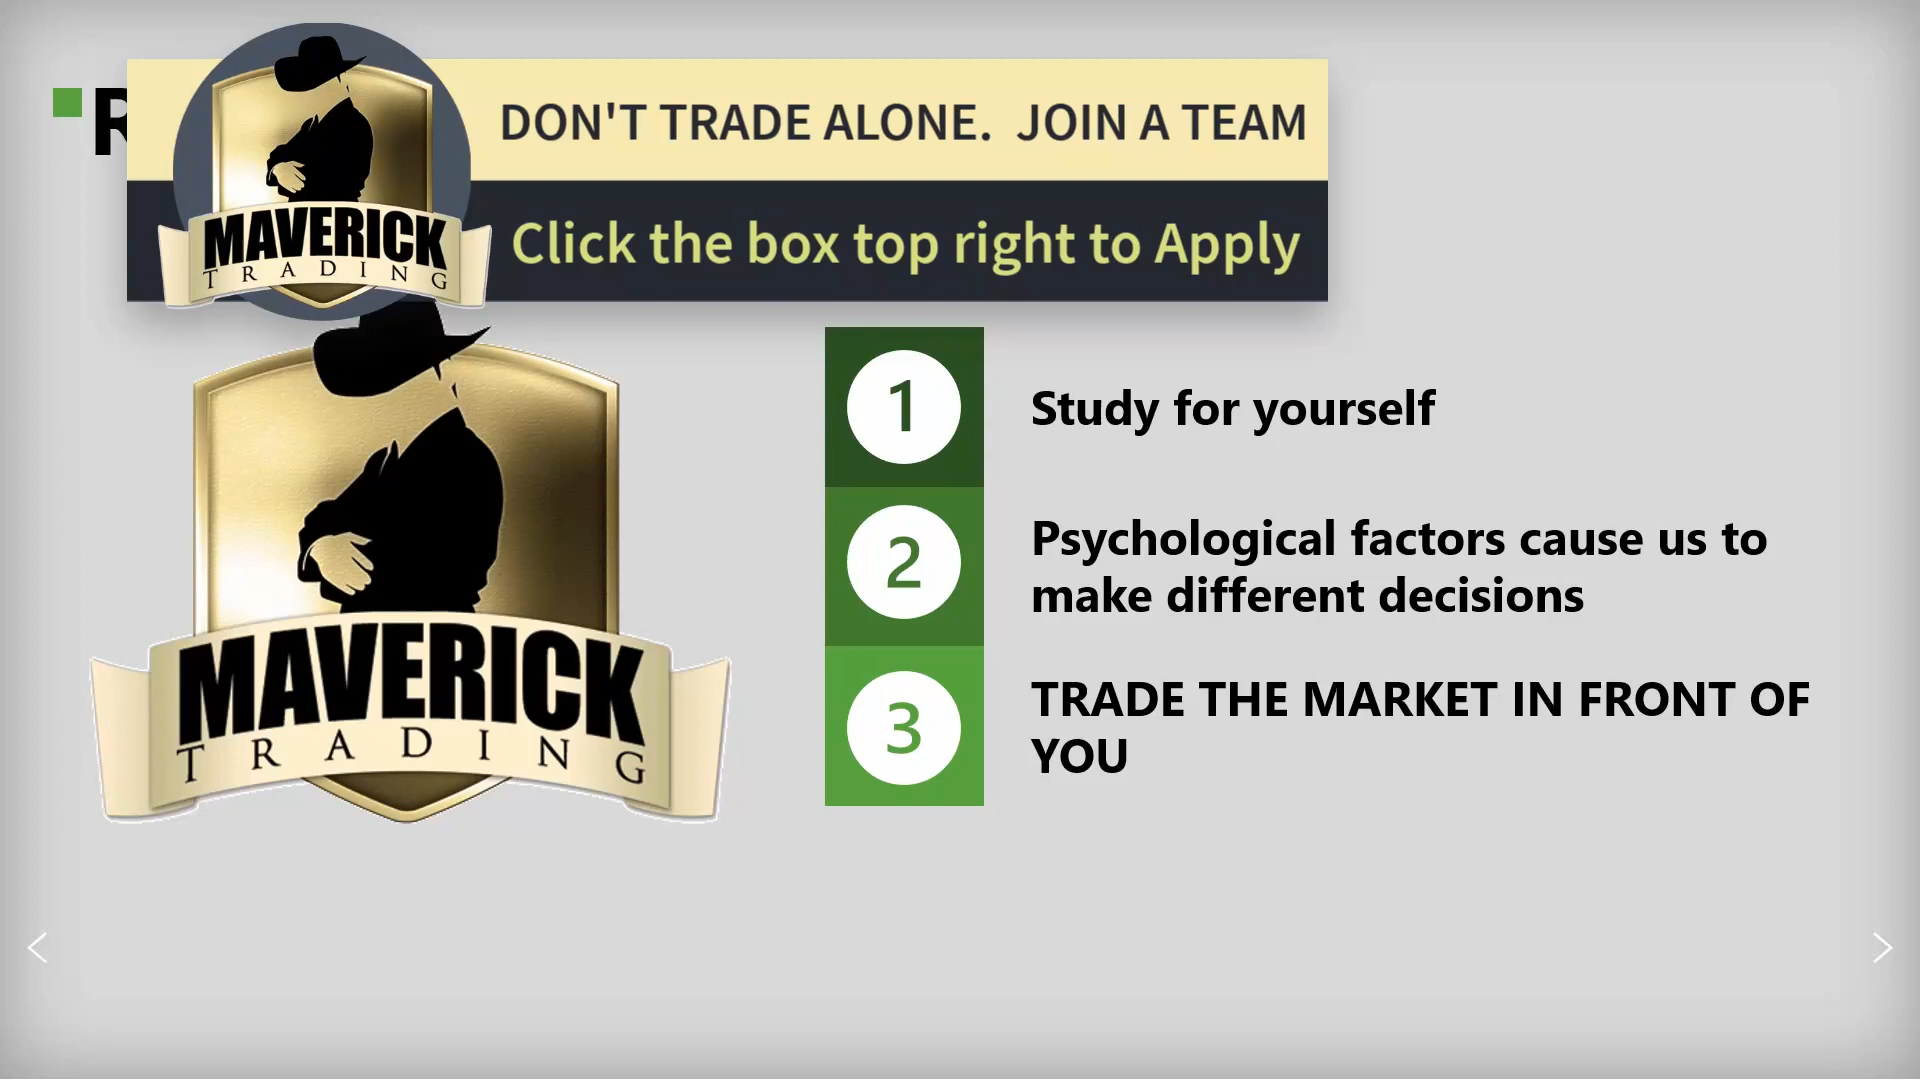 DON'T TRADE ALONE. JOIN A TEAM
Click the box top right to Apply
MAVERICK
TRADING
MAVERICK
TRADING
1
Study for yourself
2
Psychological factors cause us to
make different decisions
3
TRADE THE MARKET IN FRONT OF
YOU